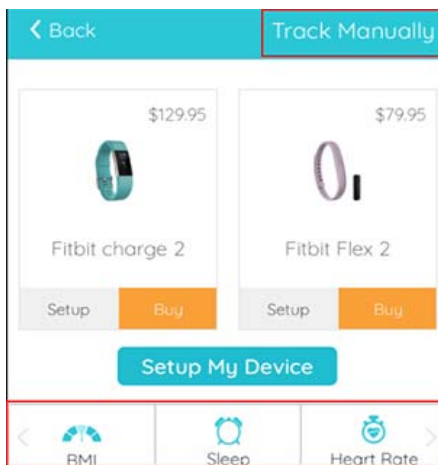 Back
Track Manually
$129.95
$79.95
Fitbit charge 2
Fitbit Flex 2
Setup
Buy
Setup
Buy
Setup My Device
BMI
Sleep
Heart Rate